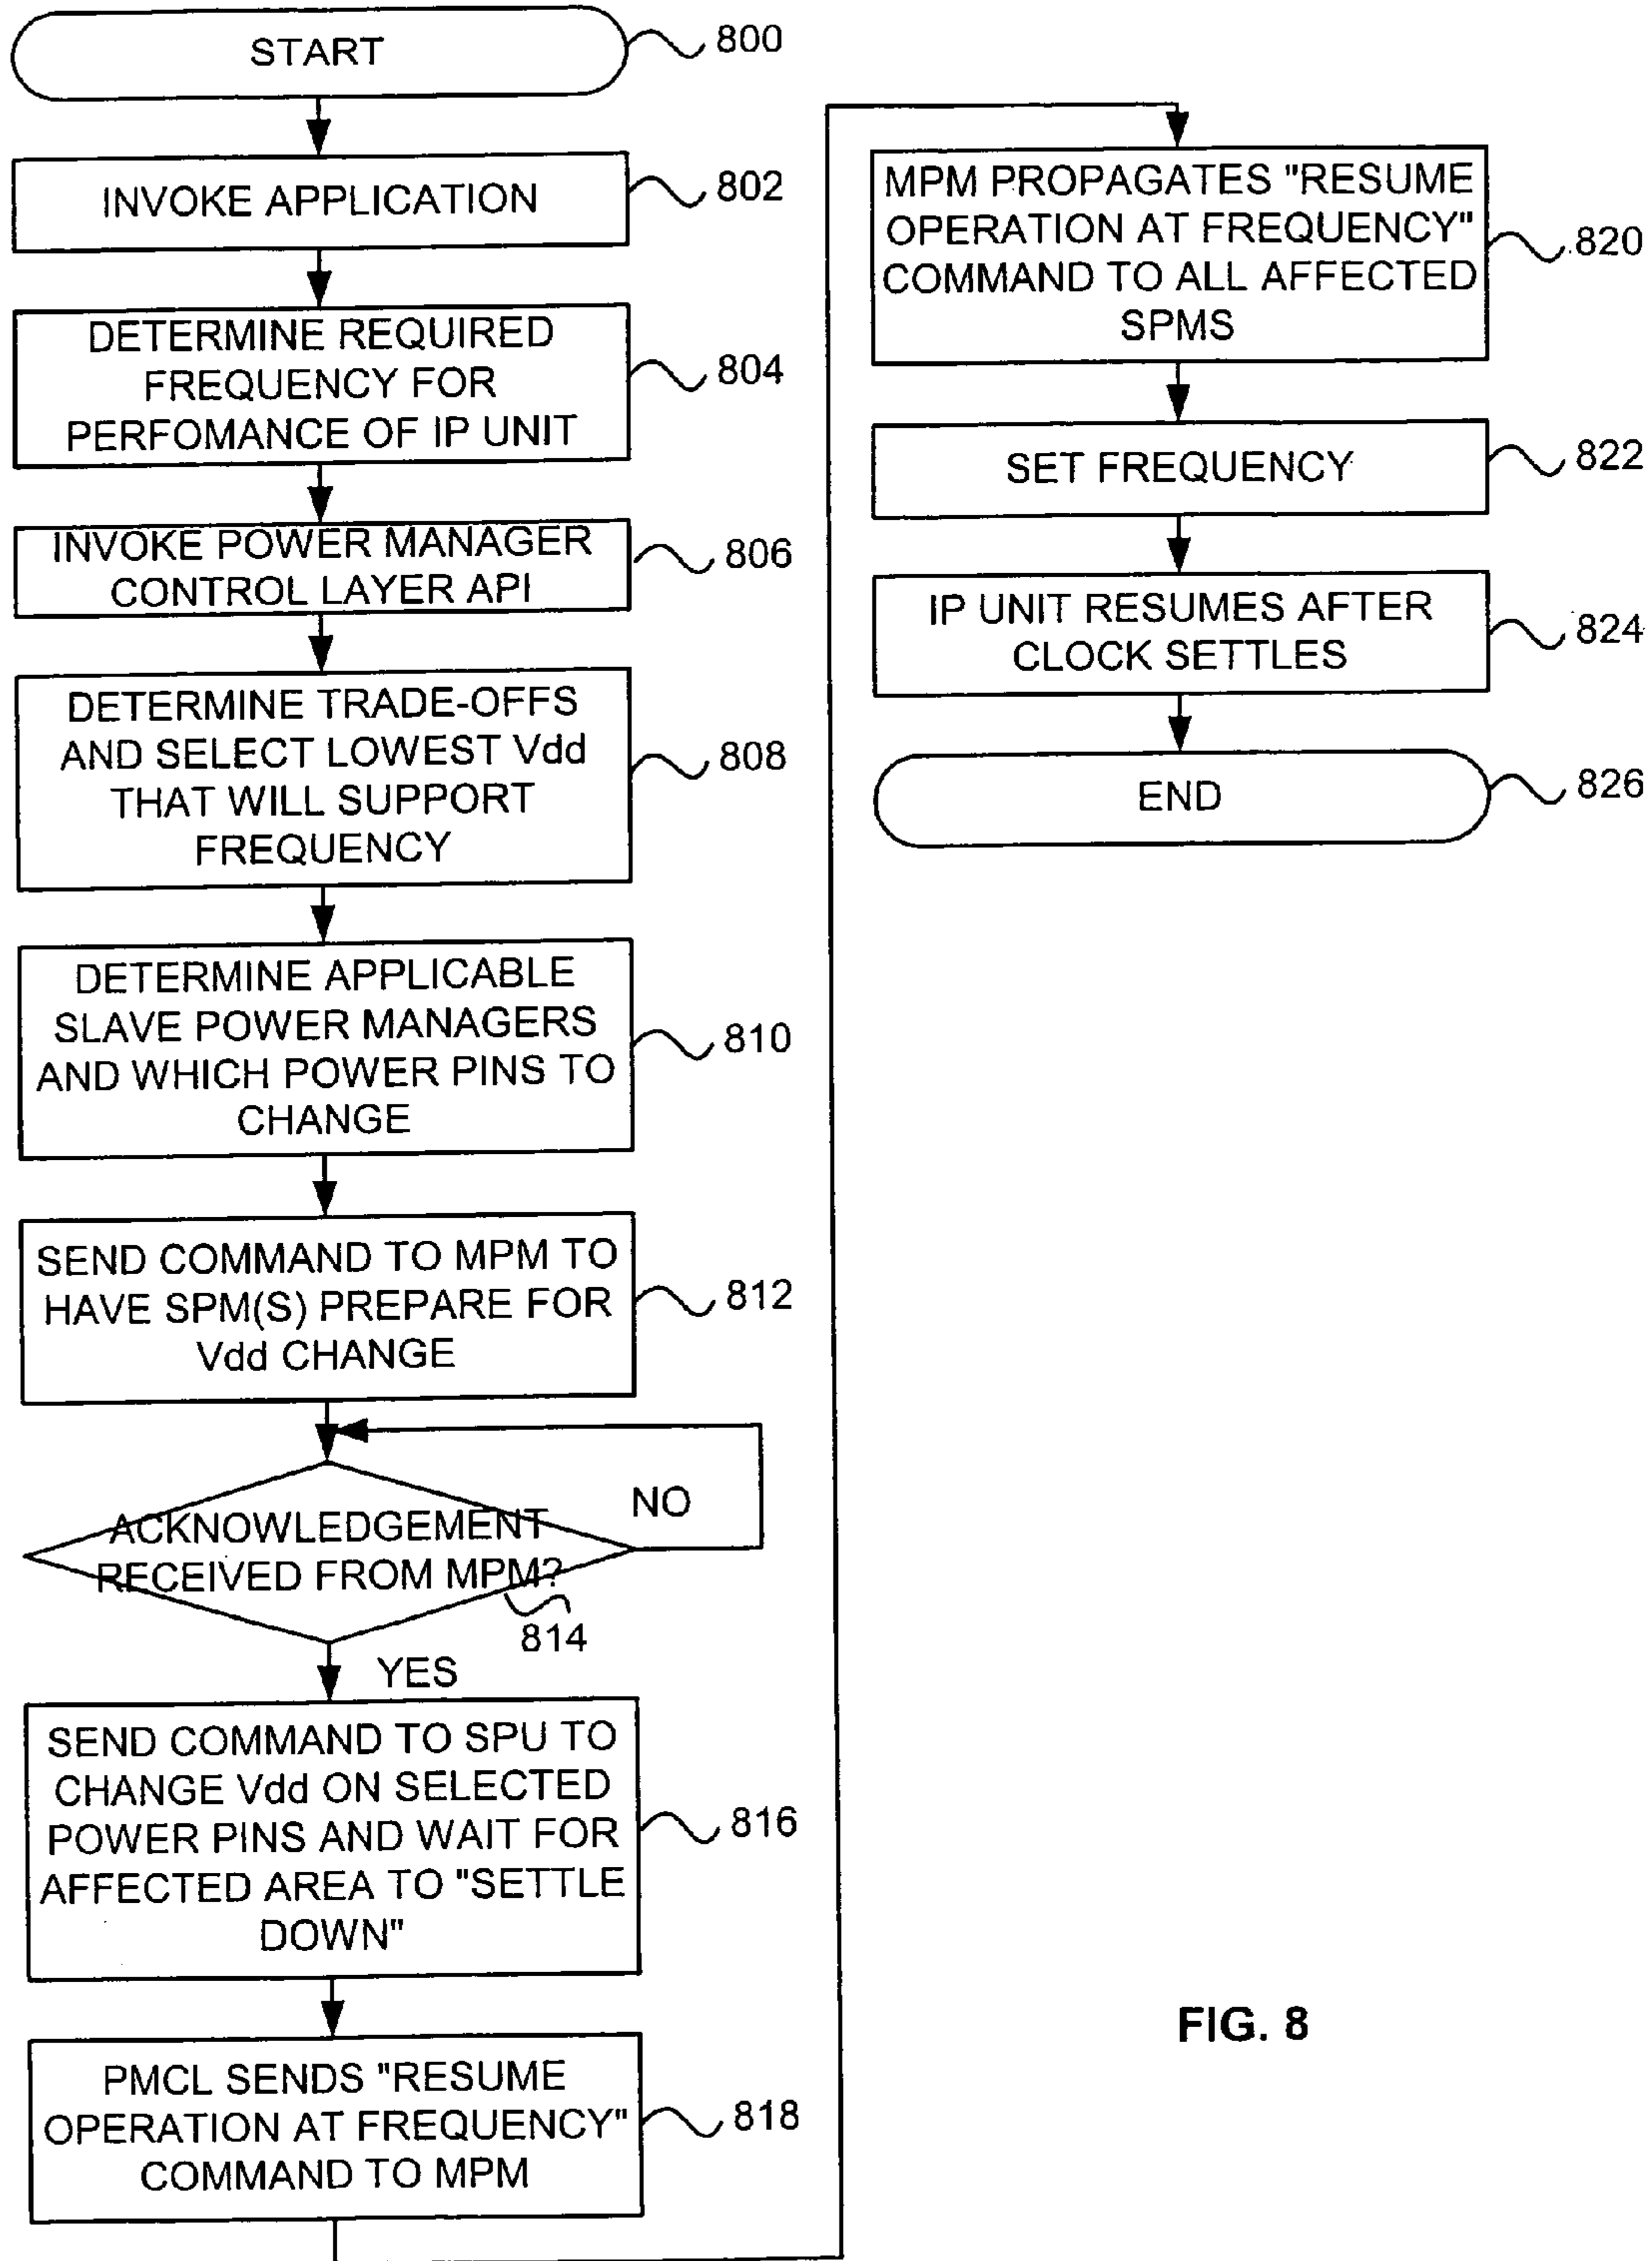 START
800
INVOKE APPLICATION
802
DETERMINE REQUIRED
FREQUENCY FOR
PERFOMANCE OF IP UNIT
804
INVOKE POWER MANAGER
CONTROL LAYER API
806
DETERMINE TRADE-OFFS
AND SELECT LOWEST Vdd
THAT WILL SUPPORT
FREQUENCY
808
DETERMINE APPLICABLE
SLAVE POWER MANAGERS
AND WHICH POWER PINS TO
CHANGE
810
SEND COMMAND TO MPM TO
HAVE SPM(S) PREPARE FOR
Vdd CHANGE
812
ACKNOWLEDGEMENT
RECEIVED FROM MPM?
814
NO
YES
SEND COMMAND TO SPU TO
CHANGE Vdd ON SELECTED
POWER PINS AND WAIT FOR
AFFECTED AREA TO "SETTLE
DOWN"
816
PMCL SENDS "RESUME
OPERATION AT FREQUENCY"
COMMAND TO MPM
818
MPM PROPAGATES "RESUME
OPERATION AT FREQUENCY"
COMMAND TO ALL AFFECTED
SPMS
820
SET FREQUENCY
822
IP UNIT RESUMES AFTER
CLOCK SETTLES
824
END
826
FIG. 8